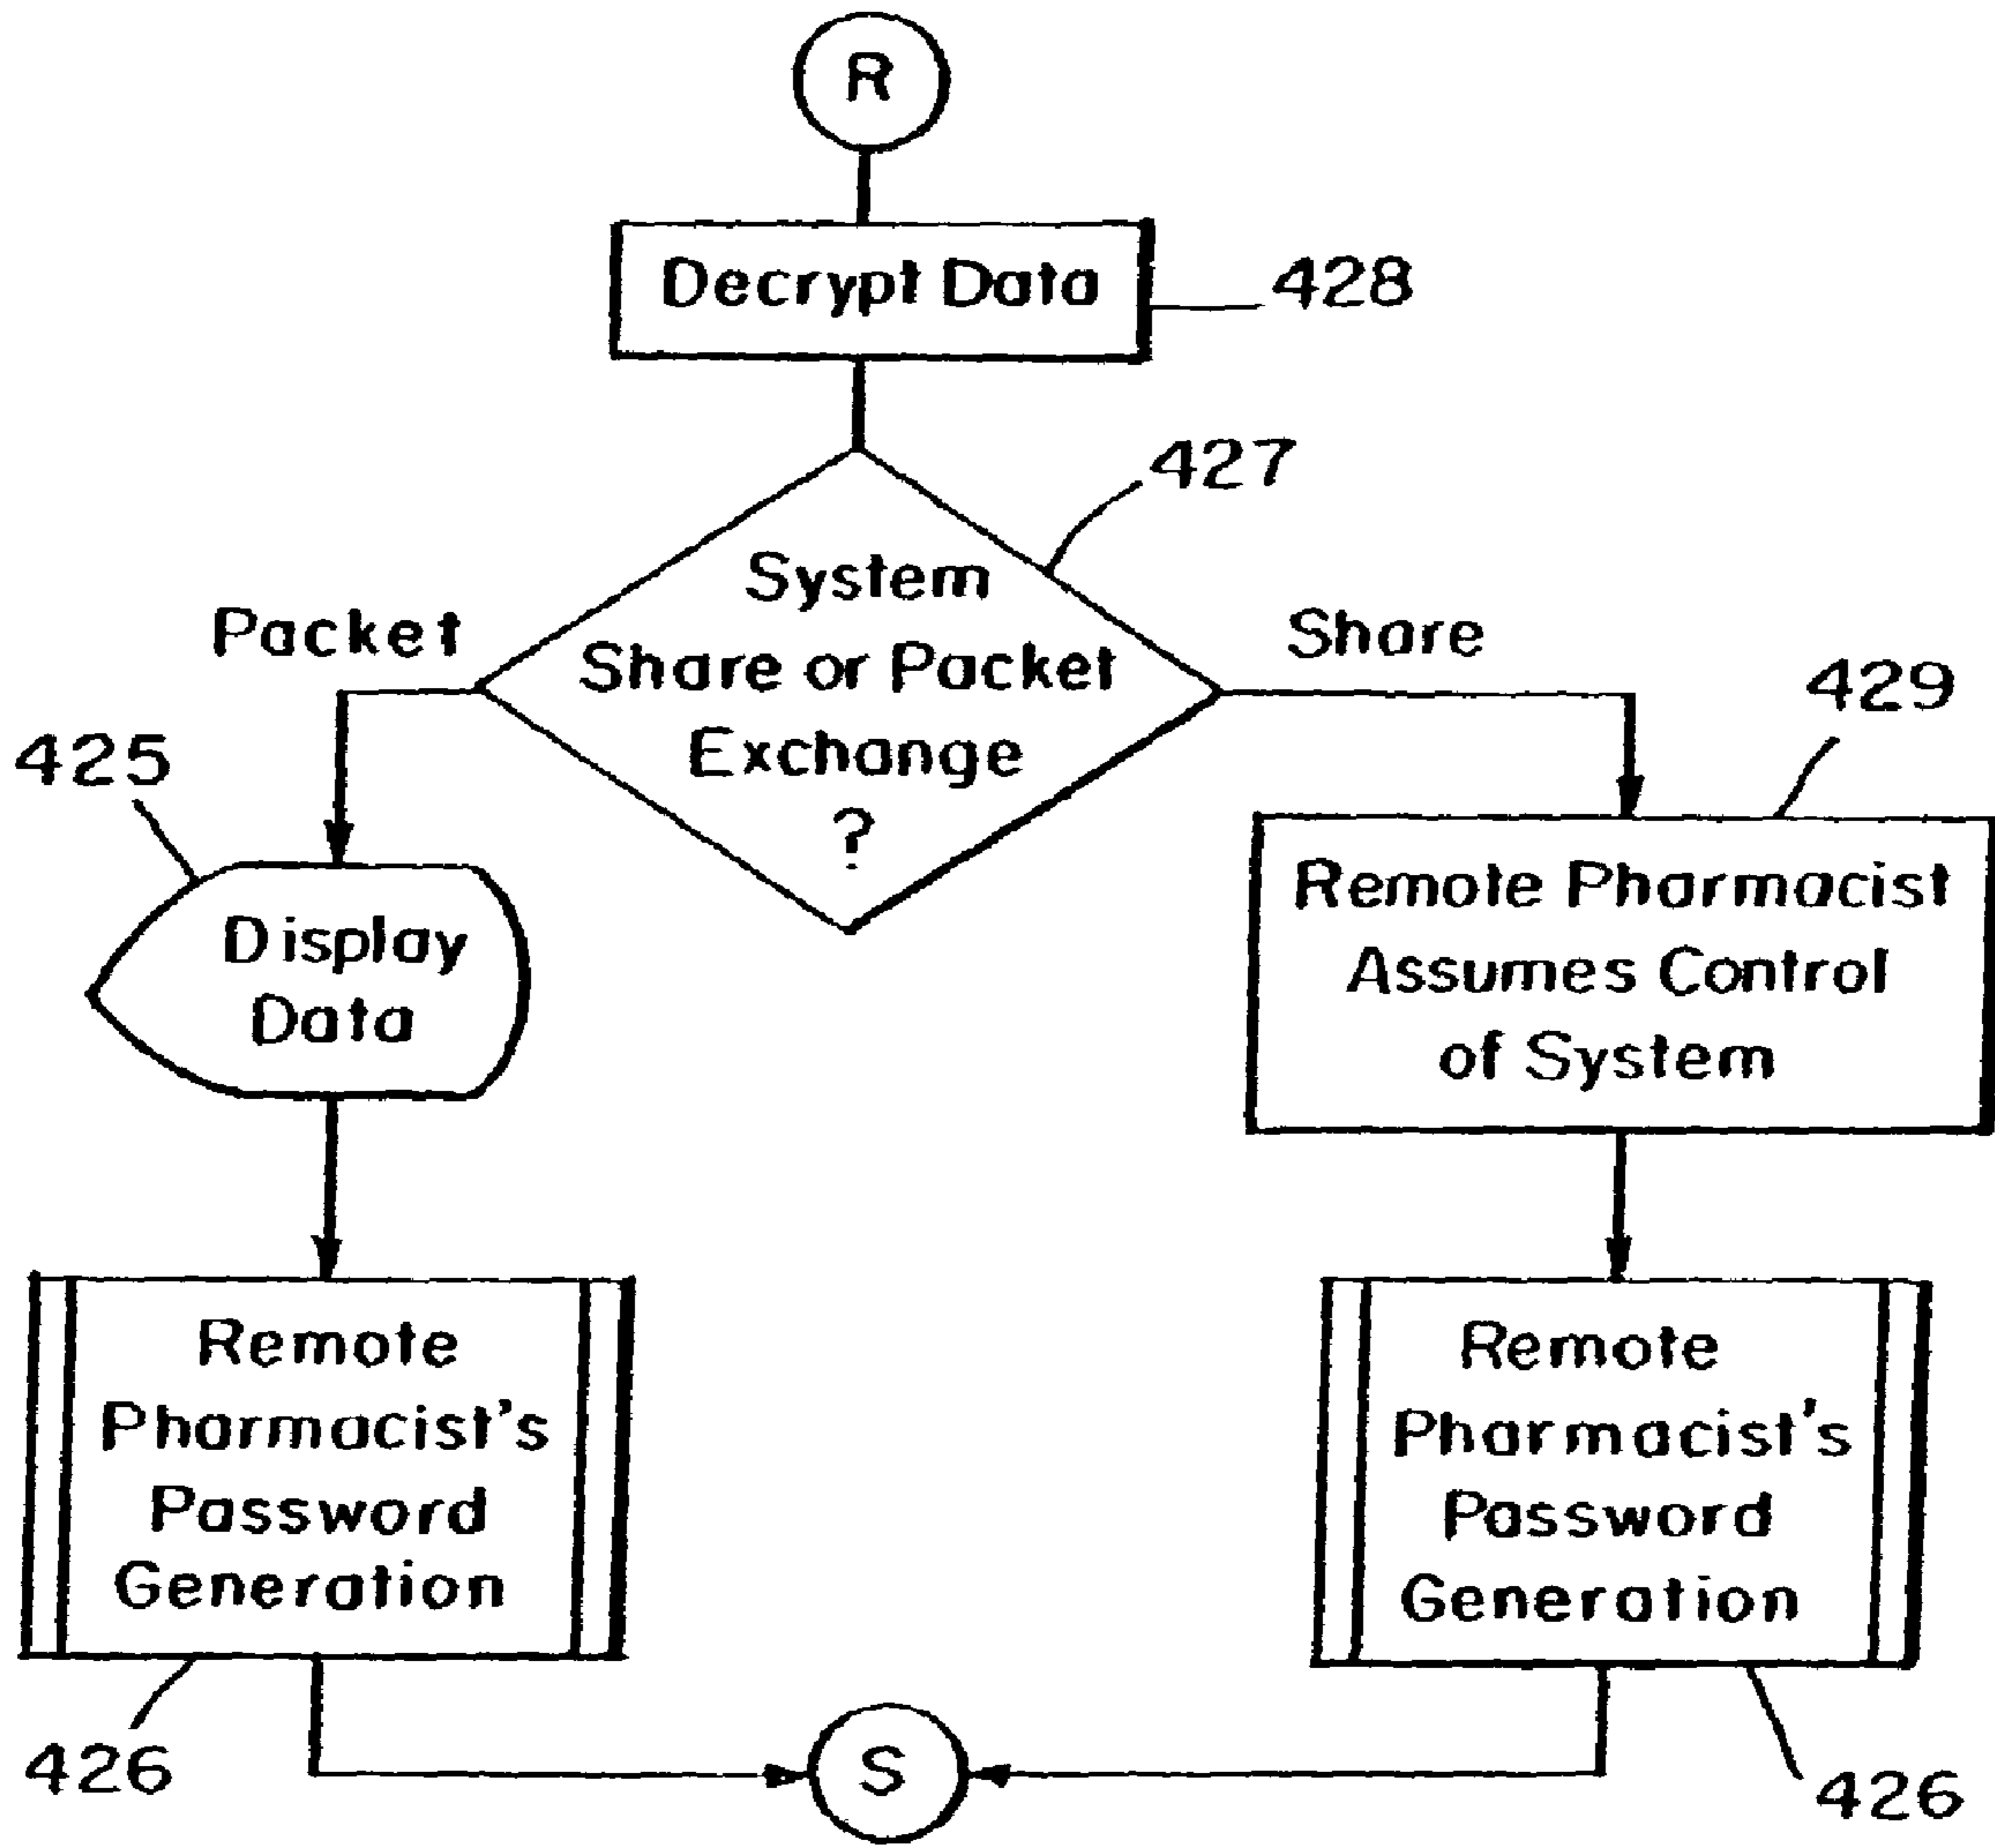 R
Decrypt Data
428
427
System
Share or Packet
Exchange
?
Packet
Share
425
429
Display
Data
Remote Pharmacist
Assumes Control
of System
Remote
Pharmacist's
Password
Generation
Remote
Pharmacist's
Password
Generation
426
S
426